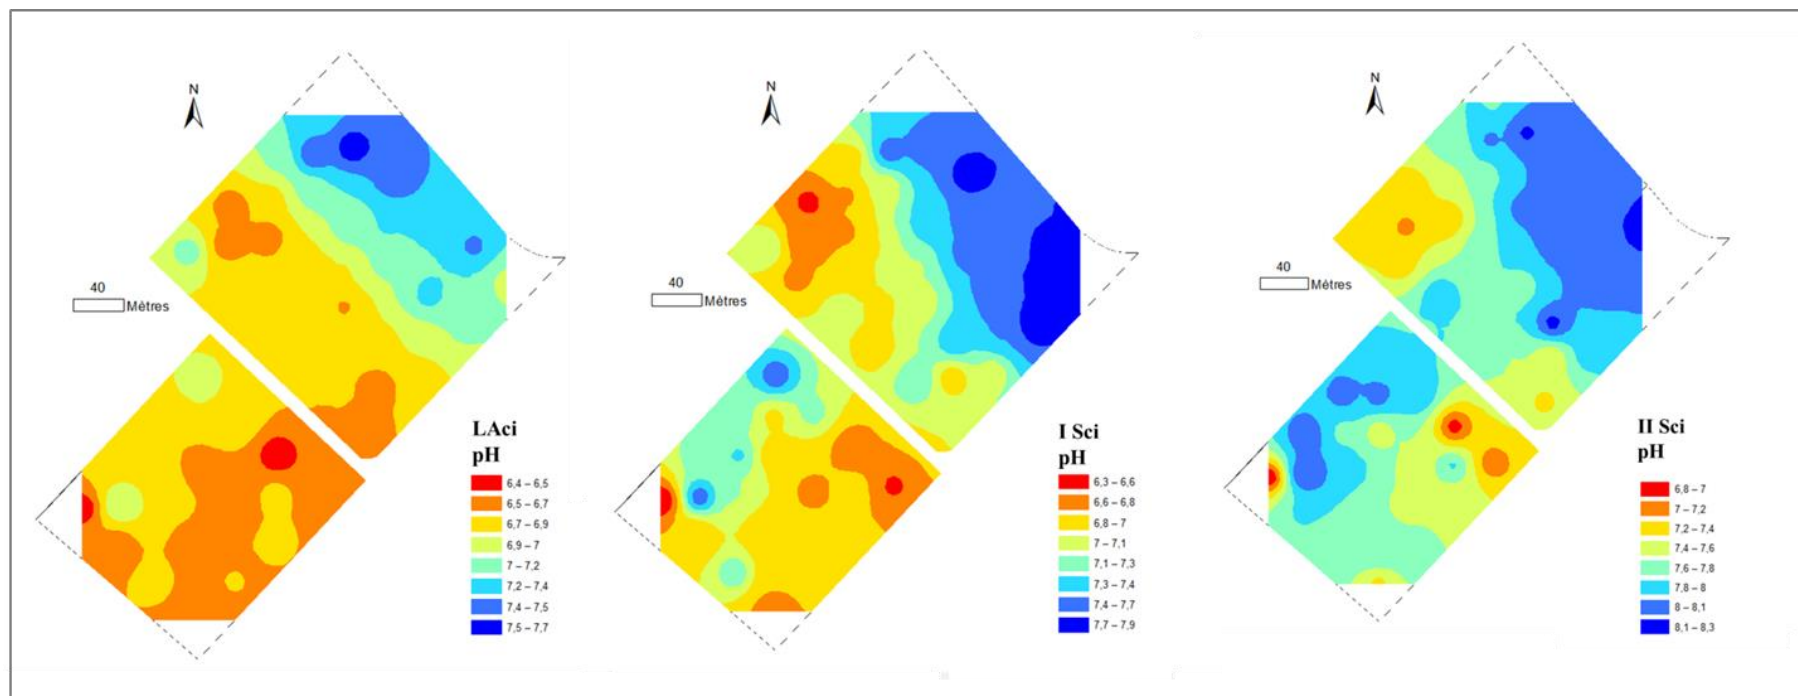 N
40
Mètres
LAci
pH
6,4 – 6,5
6,5 – 6,7
6,7 – 6,9
6,9 – 7
7 – 7,2
7,2 – 7,4
7,4 – 7,5
7,5 – 7,7
N
40
Mètres
I Sci
pH
6,3 – 6,6
6,6 – 6,8
6,8 – 7
7 – 7,1
7,1 – 7,3
7,3 – 7,4
7,4 – 7,7
7,7 – 7,9
N
40
Mètres
II Sci
pH
6,8 – 7
7 – 7,2
7,2 – 7,4
7,4 – 7,6
7,6 – 7,8
7,8 – 8
8 – 8,1
8,1 – 8,3